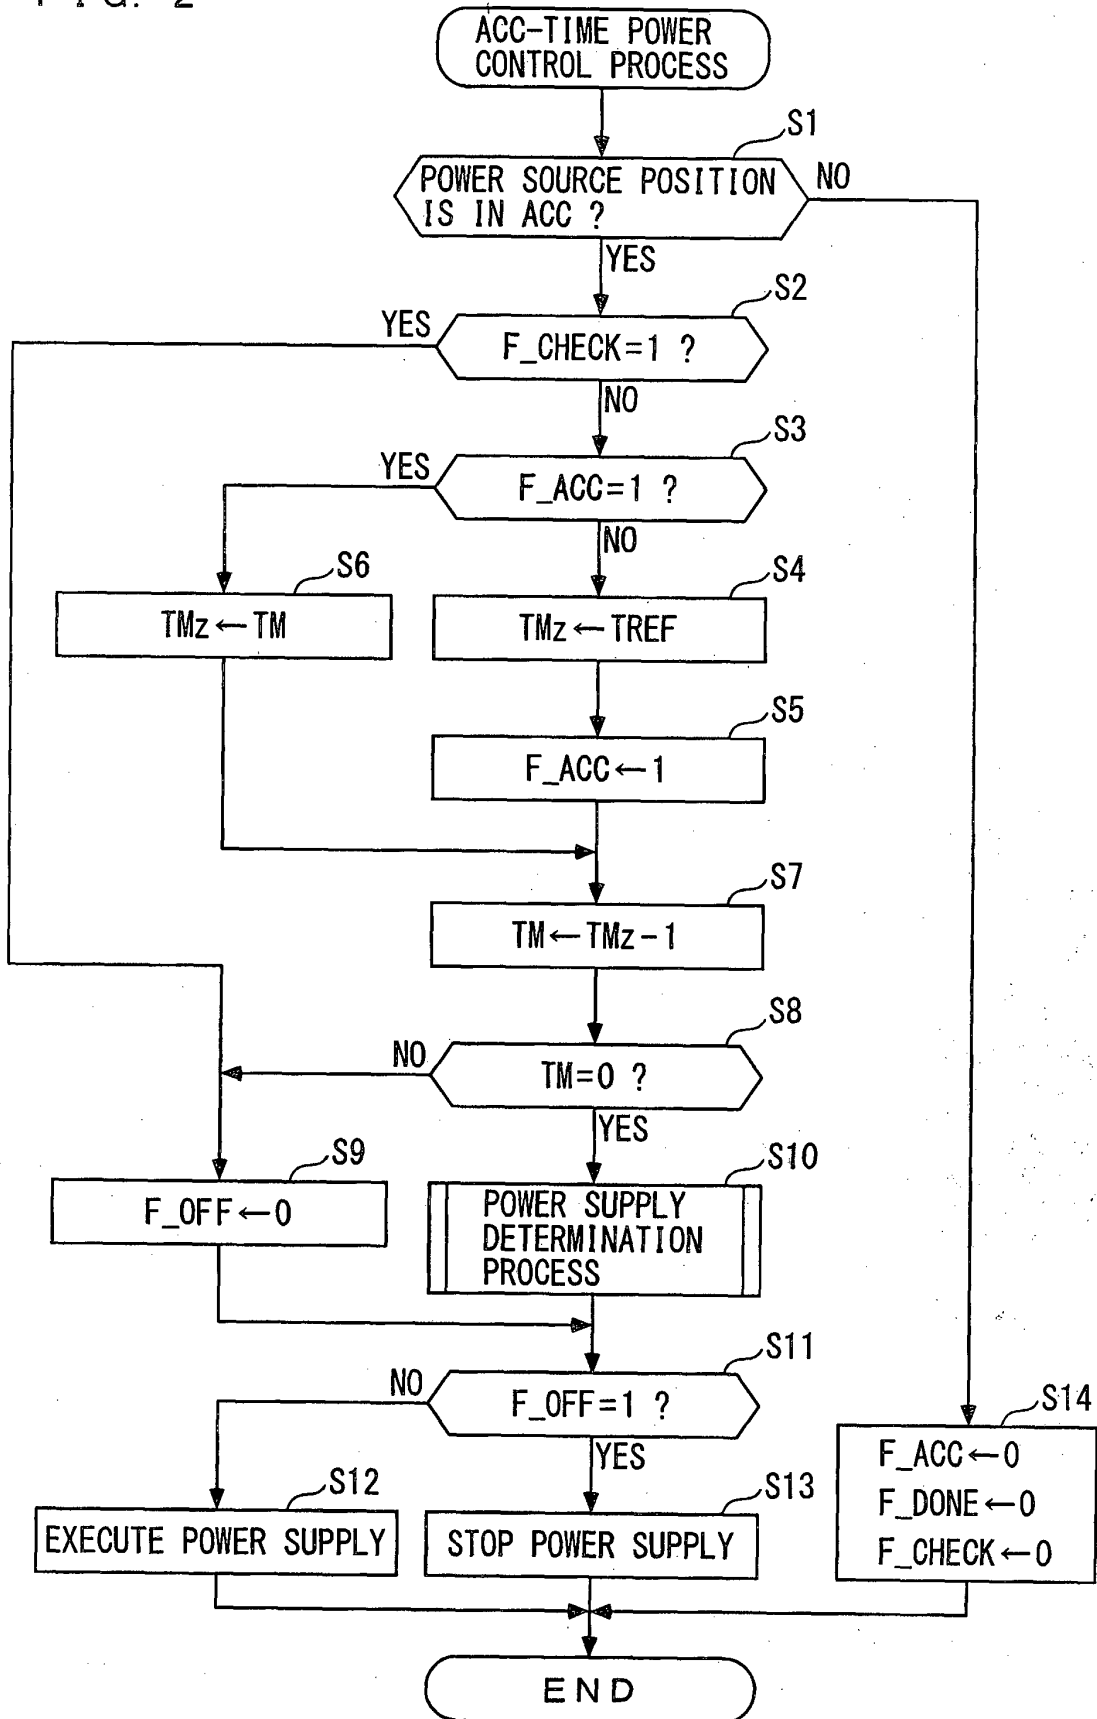 FIG. 2
ACC-TIME POWER
CONTROL PROCESS
S1
POWER SOURCE POSITION
IS IN ACC ?
NO
YES
S2
YES
F_CHECK=1 ?
NO
S3
YES
F_ACC=1 ?
NO
S6
TMz←TM
S4
TMz←TREF
S5
F_ACC←1
S7
TM←TMz-1
S8
NO
TM=0 ?
YES
S9
F_OFF←0
S10
POWER SUPPLY
DETERMINATION
PROCESS
S11
NO
F_OFF=1 ?
YES
S12
EXECUTE POWER SUPPLY
S13
STOP POWER SUPPLY
S14
F_ACC←0
F_DONE←0
F_CHECK←0
END